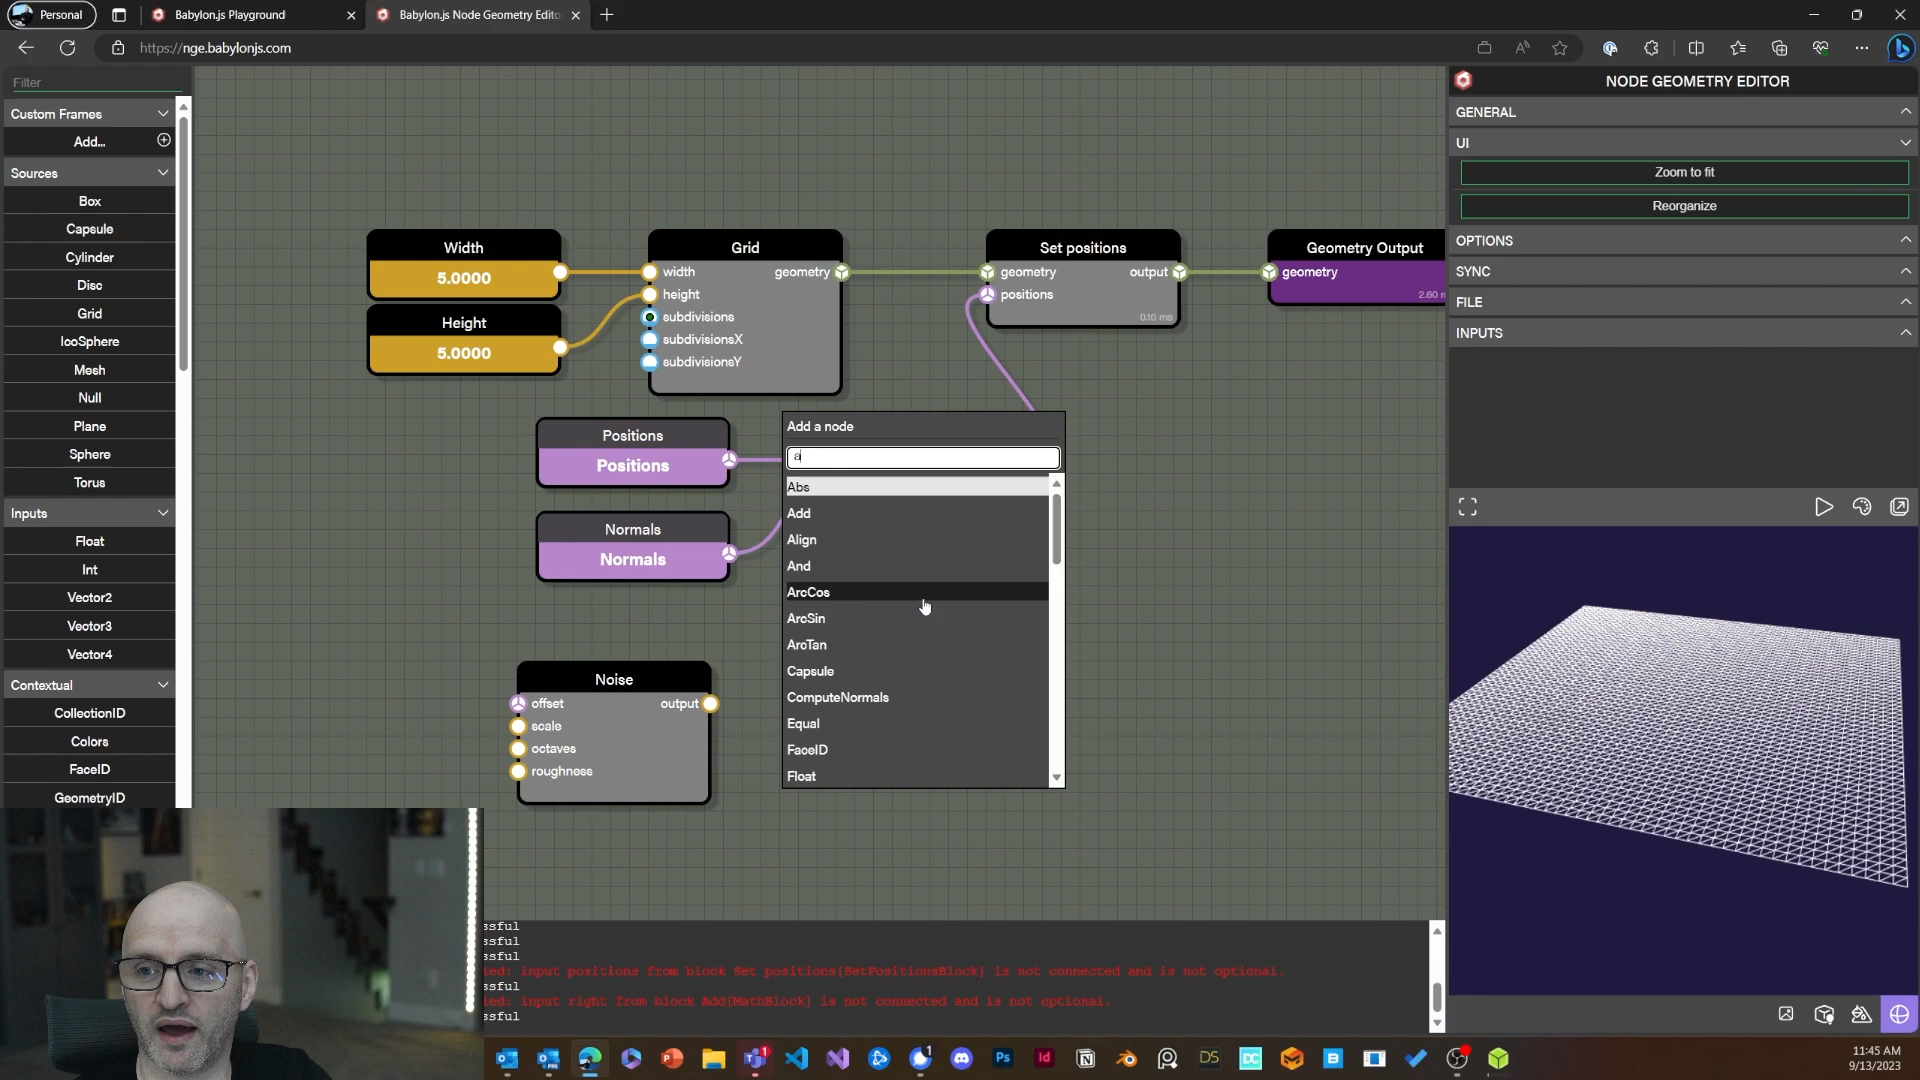 Personal
Babylon.js Playground
Babylon.js Node Geometry Edito
https://nge.babylonjs.com
Filter
Custom Frames
Add...
Sources
Box
Capsule
Cylinder
Disc
Grid
IcoSphere
Mesh
Null
Plane
Sphere
Torus
Inputs
Float
Int
Vector2
Vector3
Vector4
Contextual
CollectionID
Colors
FaceID
GeometryID
Width
5.0000
Height
5.0000
Grid
width
geometry
height
subdivisions
subdivisionsX
subdivisionsY
Set positions
geometry
output
positions
0.10 ms
Geometry Output
geometry
2.60 m
Positions
Positions
Normals
Normals
Noise
offset
output
scale
octaves
roughness
Add a node
a
Abs
Add
Align
And
ArcCos
ArcSin
ArcTan
Capsule
ComputeNormals
Equal
FaceID
Float
ssful
ssful
ssful
led: input positions from block Set positions[SetPositionsBlock] is not connected and is not optional.
ssful
led: input right from block Add[MathBlock] is not connected and is not optional.
ssful
NODE GEOMETRY EDITOR
GENERAL
UI
Zoom to fit
Reorganize
OPTIONS
SYNC
FILE
INPUTS
11:45 AM
9/13/2023